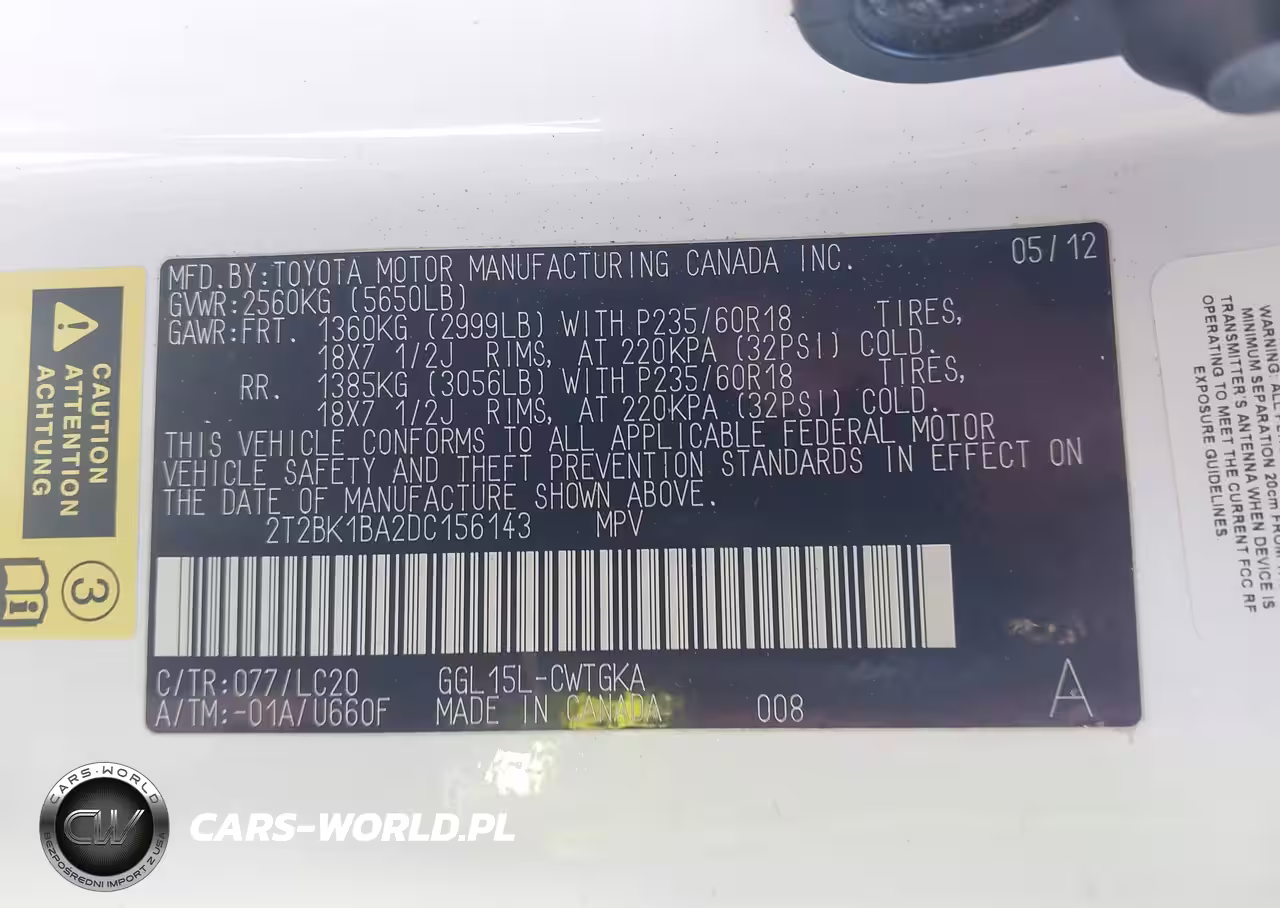 MFD.BY:TOYOTA MOTOR MANUFACTURING CANADA INC. 05/12
GVWR:2560KG (5650LB)
GAWR:FRT. 1360KG (2999LB) WITH P235/60R18 TIRES,
18X7 1/2J RIMS, AT 220KPA (32PSI) COLD.
RR. 1385KG (3056LB) WITH P235/60R18 TIRES,
18X7 1/2J RIMS, AT 220KPA (32PSI) COLD.
THIS VEHICLE CONFORMS TO ALL APPLICABLE FEDERAL MOTOR
VEHICLE SAFETY AND THEFT PREVENTION STANDARDS IN EFFECT ON
THE DATE OF MANUFACTURE SHOWN ABOVE.
2T2BK1BA2DC156143 MPV
C/TR:077/LC20 GGL15L-CWTGKA
A/TM:-01A/U660F MADE IN CANADA 008 A
CAUTION
ATTENTION
ACHTUNG
3
i
WARNING: ALL
MINIMUM SEPARATION 20cm FROM
TRANSMITTER'S ANTENNA WHEN DEVICE IS
OPERATING TO MEET THE CURRENT FCC RF
EXPOSURE GUIDELINES
CARS-WORLD
CW
BEZPOŚREDNI IMPORT Z USA
CARS-WORLD.PL